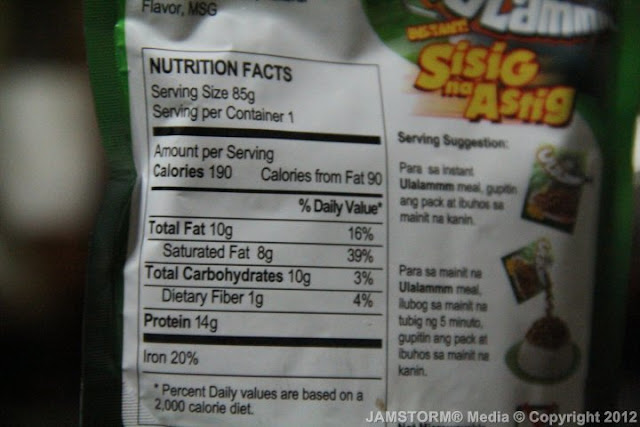 Flavor, MSG
NUTRITION FACTS
Serving Size 85g
Serving per Container 1
Amount per Serving
Calories 190 Calories from Fat 90
% Daily Value*
Total Fat 10g 16%
Saturated Fat 8g 39%
Total Carbohydrates 10g 3%
Dietary Fiber 1g 4%
Protein 14g
Iron 20%
* Percent Daily values are based on a
2,000 calorie diet.
INSTANT
Sisig
na Astig
Serving Suggestion:
Para sa instant
Ulalammm meal, gupitin
ang pack at ibuhos sa
mainit na kanin.
Para sa mainit na
Ulalammm meal,
ilubog sa mainit na
tubig ng 5 minuto,
gupitin ang pack at
ibuhos sa mainit na
kanin.
JAMSTORM® Media © Copyright 2012